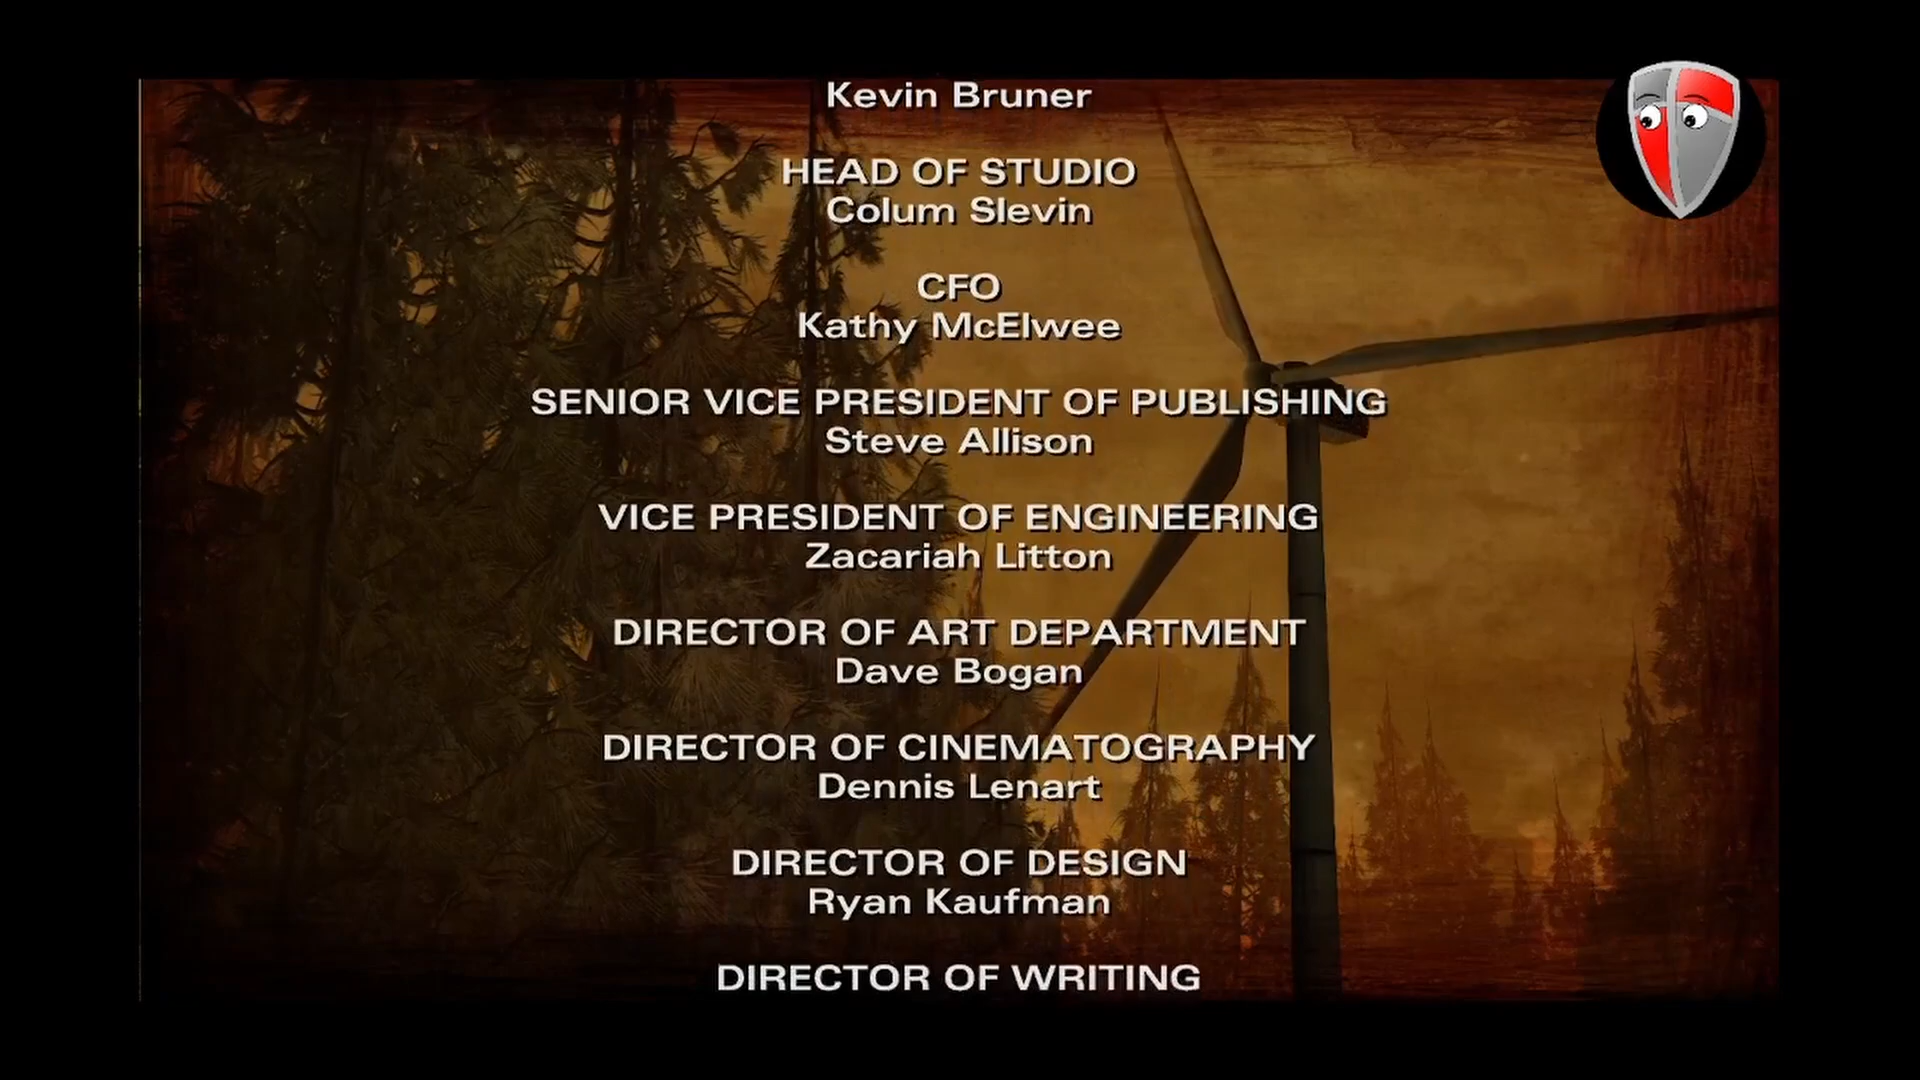 Kevin Bruner
HEAD OF STUDIO
Colum Slevin
CFO
Kathy McElwee
SENIOR VICE PRESIDENT OF PUBLISHING
Steve Allison
VICE PRESIDENT OF ENGINEERING
Zacariah Litton
DIRECTOR OF ART DEPARTMENT
Dave Bogan
DIRECTOR OF CINEMATOGRAPHY
Dennis Lenart
DIRECTOR OF DESIGN
Ryan Kaufman
DIRECTOR OF WRITING